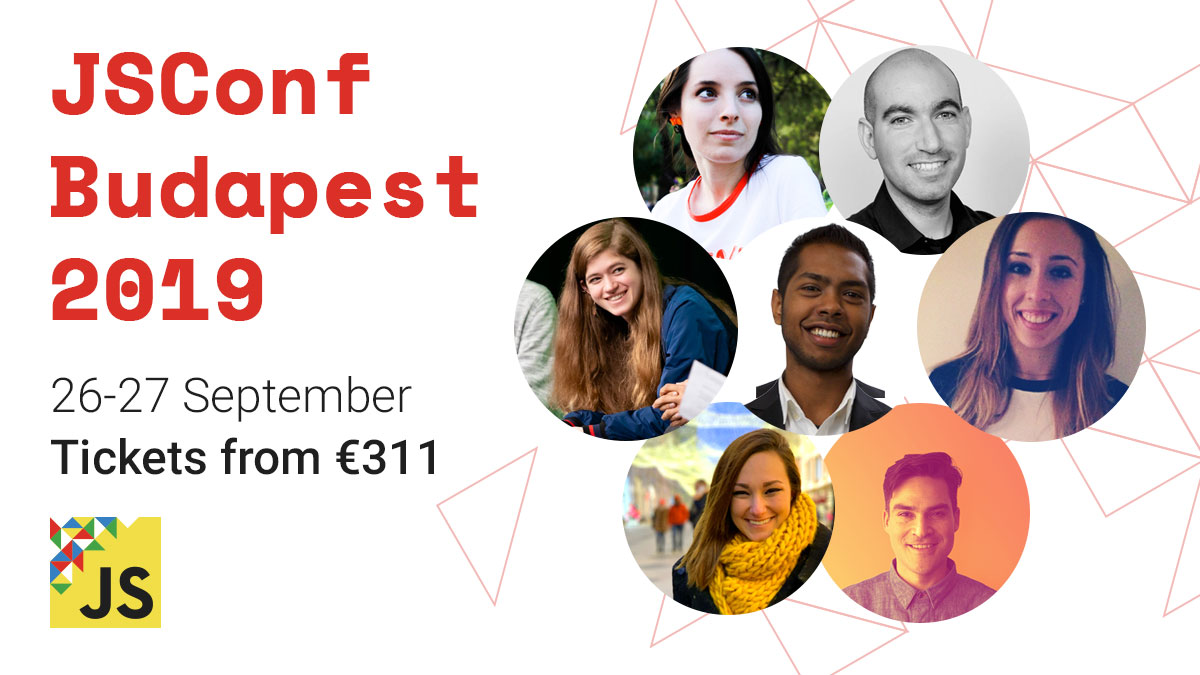 JSConf
Budapest
2019
26-27 September
Tickets from €311
JS